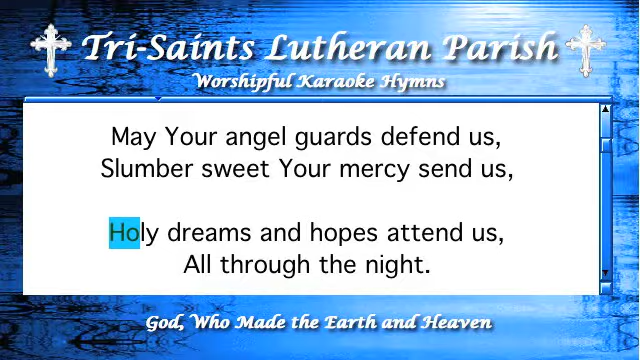 Tri-Saints Lutheran Parish
Worshipful Karaoke Hymns
May Your angel guards defend us,
Slumber sweet Your mercy send us,
Holy dreams and hopes attend us,
All through the night.
God, Who Made the Earth and Heaven